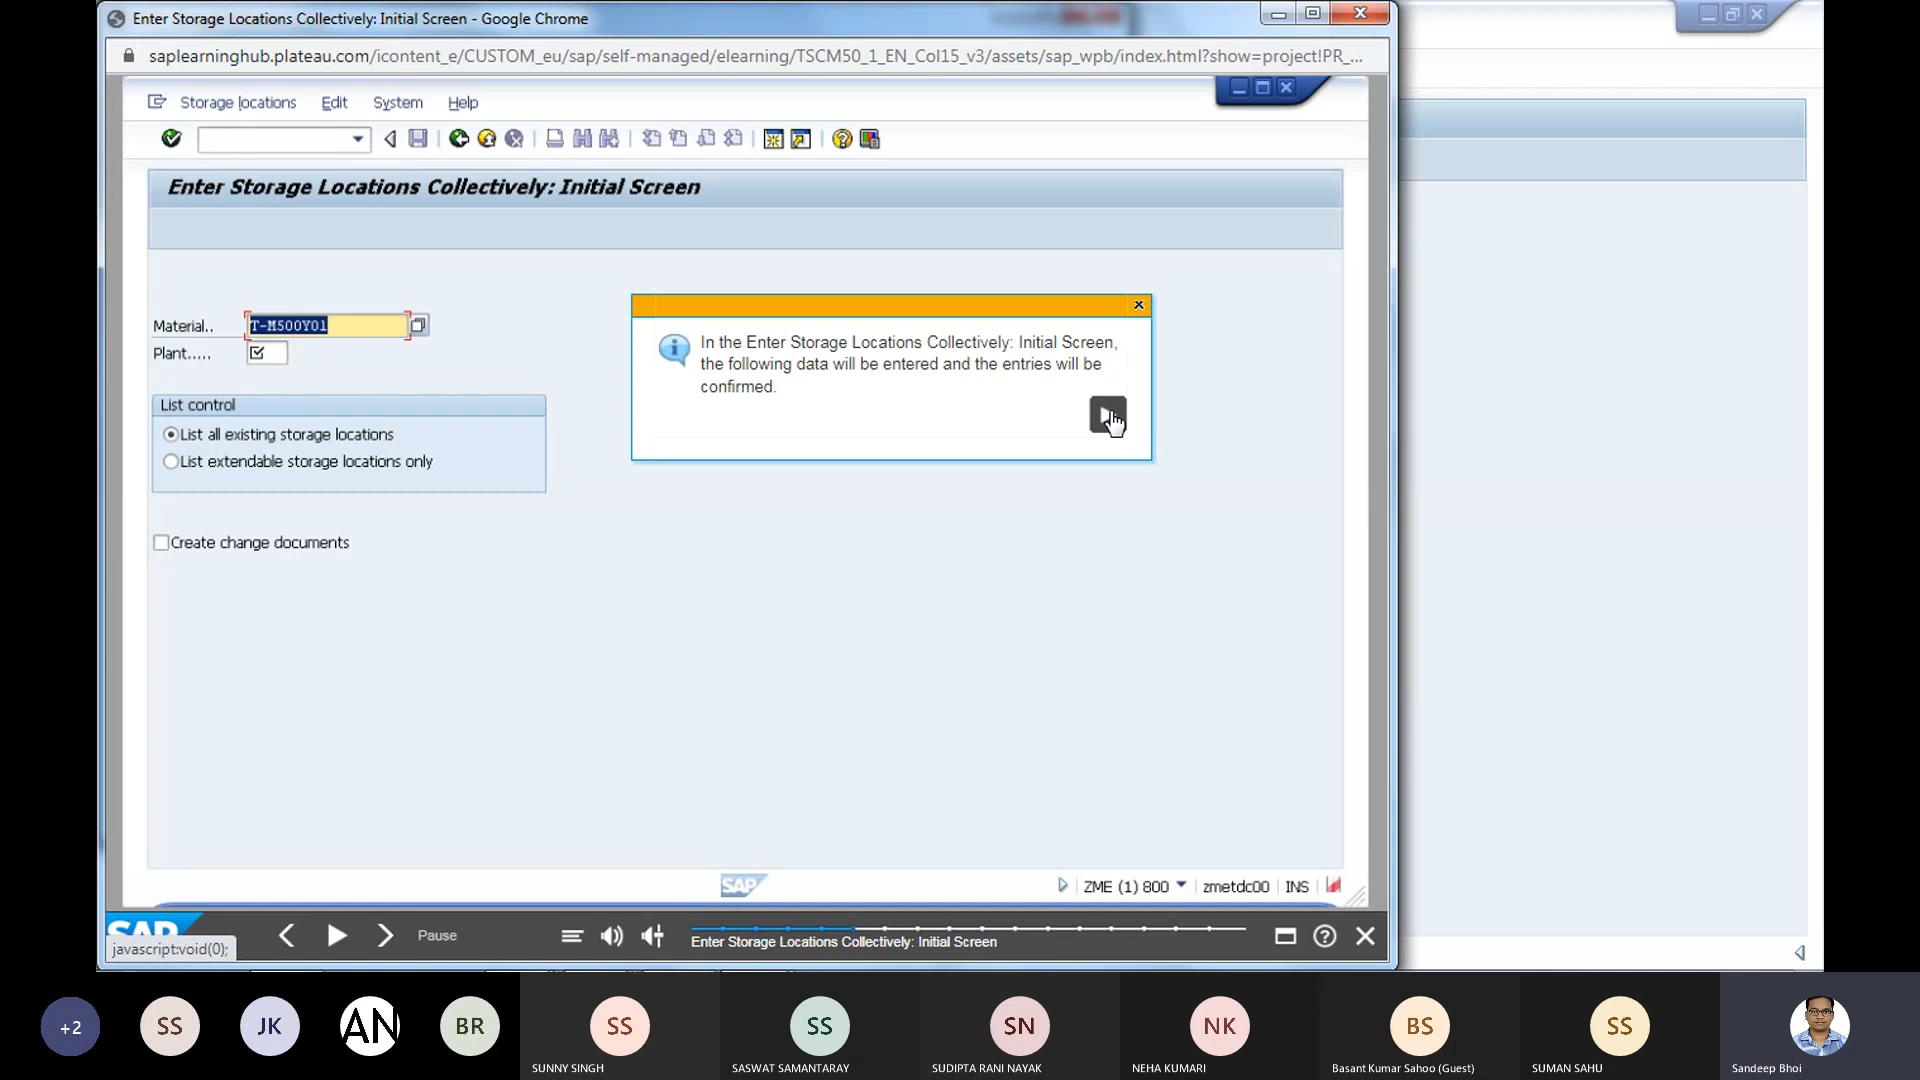 Enter Storage Locations Collectively: Initial Screen - Google Chrome
saplearninghub.plateau.com/icontent_e/CUSTOM_eu/sap/self-managed/elearning/TSCM50_1_EN_Col15_v3/assets/sap_wpb/index.html?show=project!PR_...
Storage locations Edit System Help
Enter Storage Locations Collectively: Initial Screen
Material.. T-M500Y01
Plant.....
In the Enter Storage Locations Collectively: Initial Screen,
the following data will be entered and the entries will be
confirmed.
List control
List all existing storage locations
List extendable storage locations only
Create change documents
SAP
ZME (1) 800 zmetdc00 INS
SAP
Pause
Enter Storage Locations Collectively: Initial Screen
javascript:void(0);
+2 SS JK AN BR SS SS SN NK BS SS
SUNNY SINGH SASWAT SAMANTARAY SUDIPTA RANI NAYAK NEHA KUMARI Basant Kumar Sahoo (Guest) SUMAN SAHU Sandeep Bhoi